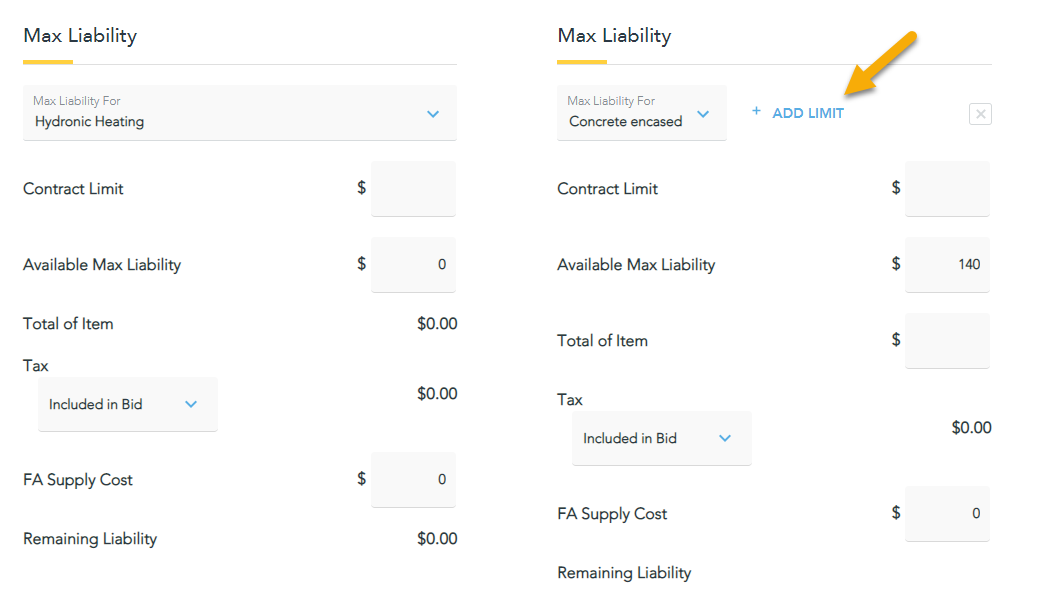 Max Liability
Max Liability For
Hydronic Heating
Contract Limit $
Available Max Liability $ 0
Total of Item $0.00
Tax
Included in Bid $0.00
FA Supply Cost $ 0
Remaining Liability $0.00
Max Liability
Max Liability For
Concrete encased + ADD LIMIT
Contract Limit $
Available Max Liability $ 140
Total of Item $
Tax
Included in Bid $0.00
FA Supply Cost $ 0
Remaining Liability